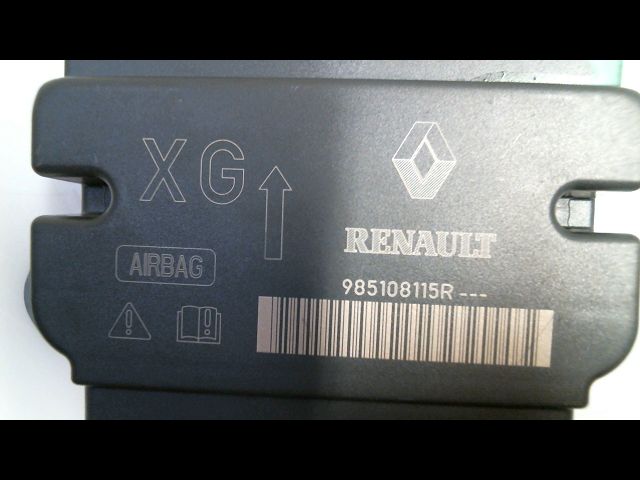 XG
RENAULT
AIRBAG
985108115R---